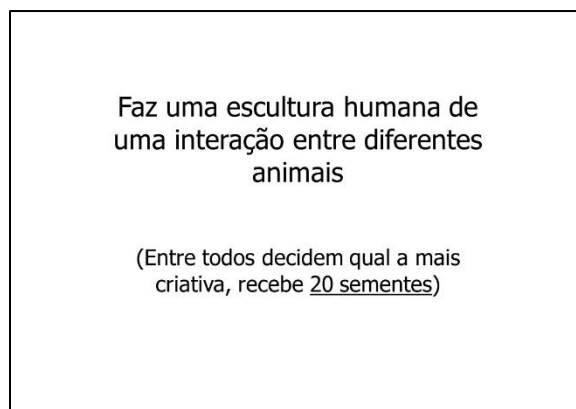 Faz uma escultura humana de
uma interação entre diferentes
animais
(Entre todos decidem qual a mais
criativa, recebe 20 sementes)